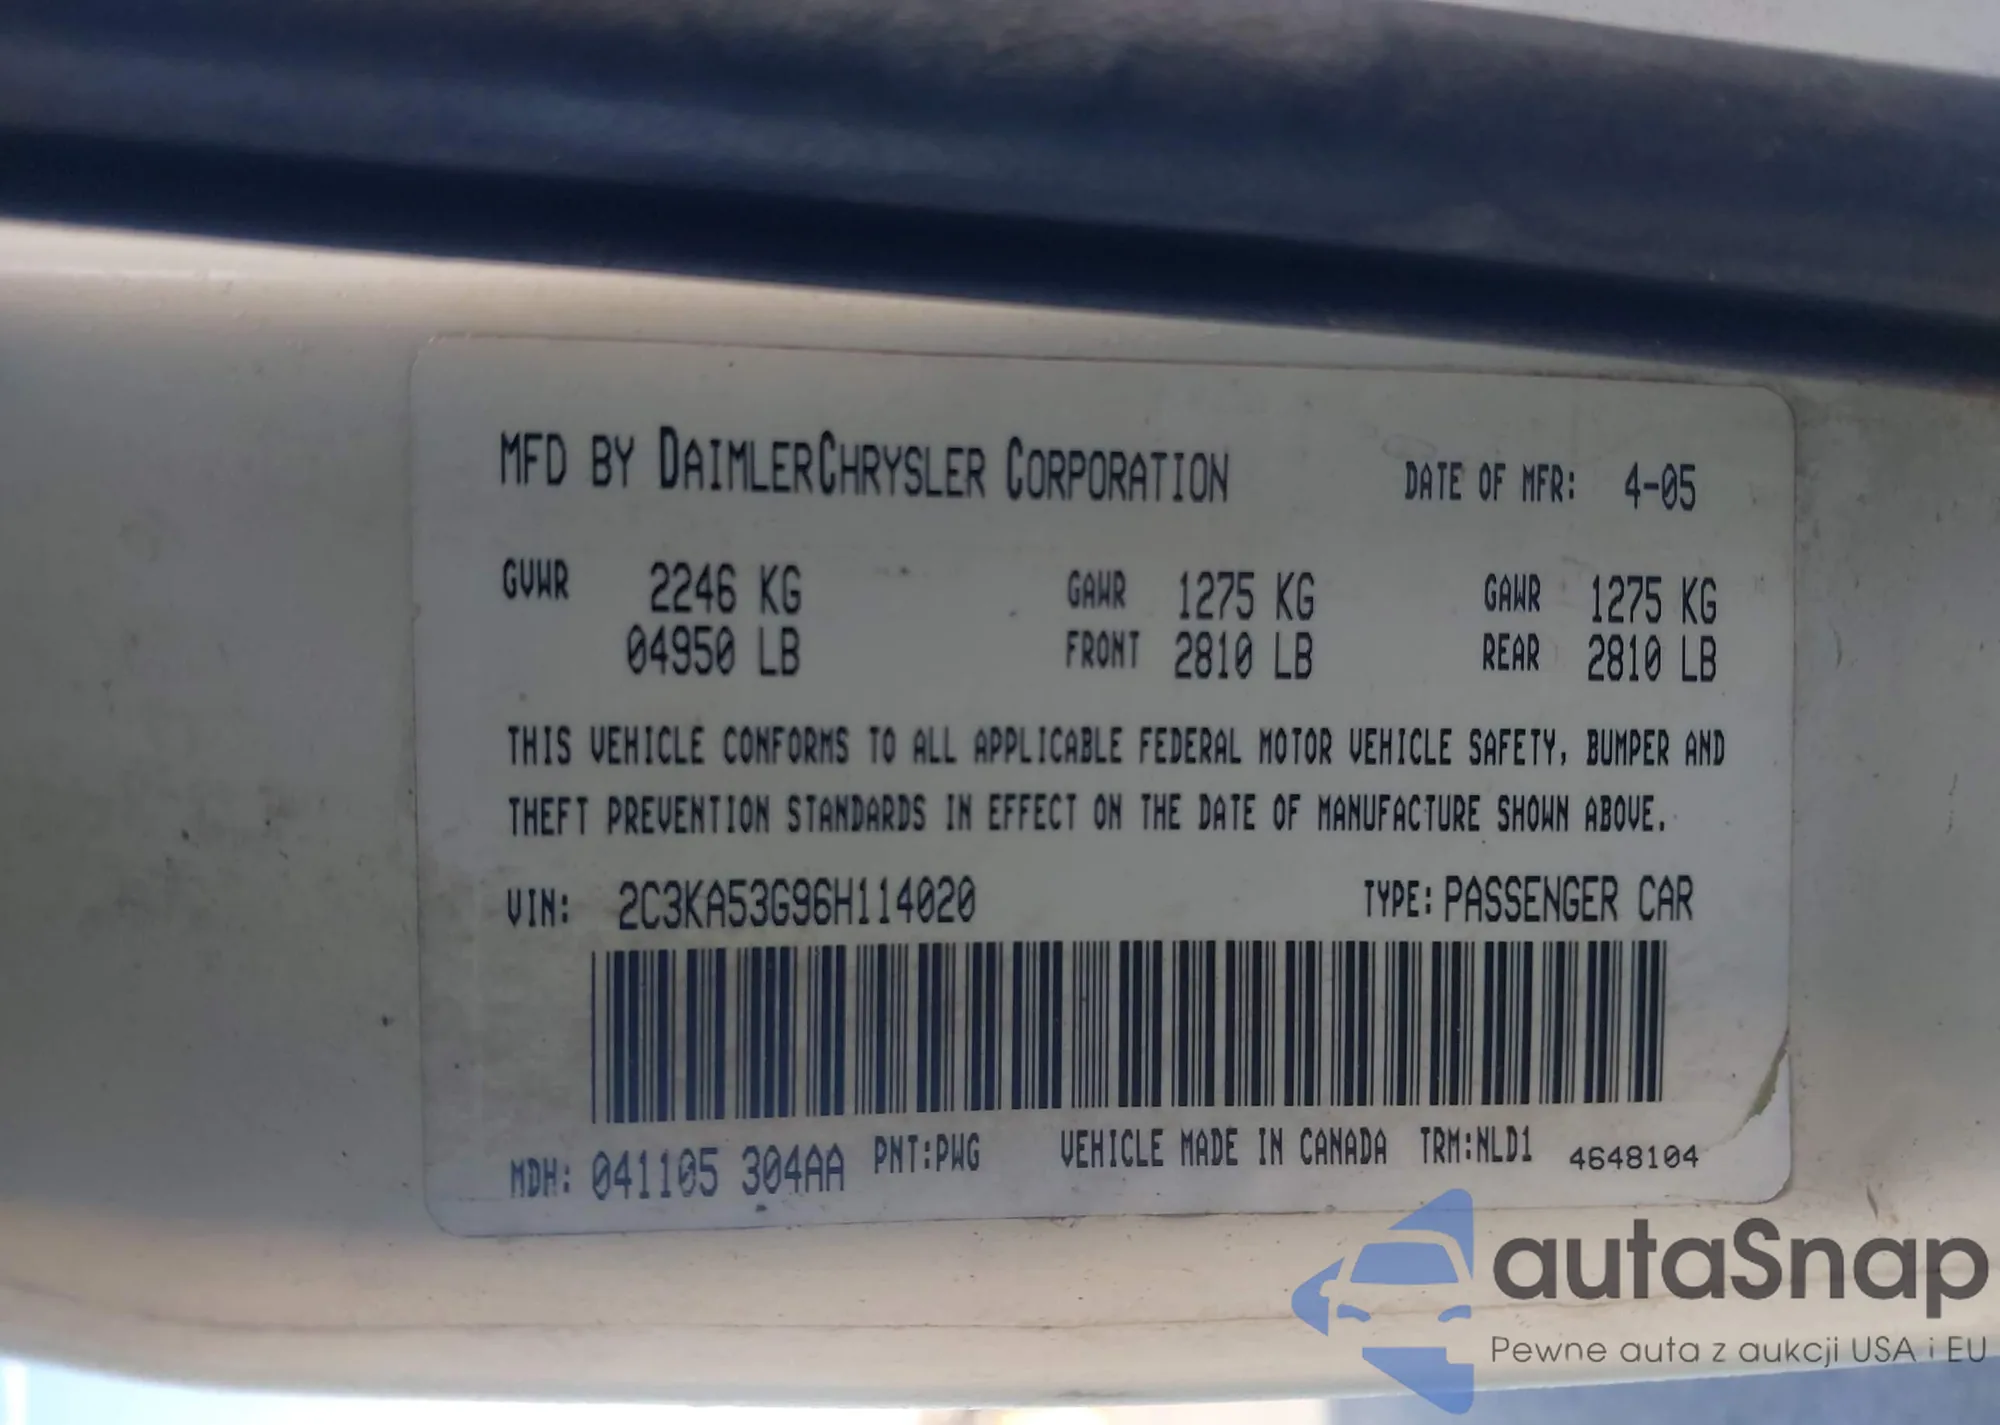 MFD BY DAIMLERCHRYSLER CORPORATION DATE OF MFR: 4-05
GVWR 2246 KG GAWR 1275 KG GAWR 1275 KG
04950 LB FRONT 2810 LB REAR 2810 LB
THIS VEHICLE CONFORMS TO ALL APPLICABLE FEDERAL MOTOR VEHICLE SAFETY, BUMPER AND
THEFT PREVENTION STANDARDS IN EFFECT ON THE DATE OF MANUFACTURE SHOWN ABOVE.
VIN: 2C3KA53G96H114020 TYPE: PASSENGER CAR
MDH: 041105 304AA PNT:PWG VEHICLE MADE IN CANADA TRM:NLD1 4648104
autaSnap
Pewne auta z aukcji USA i EU